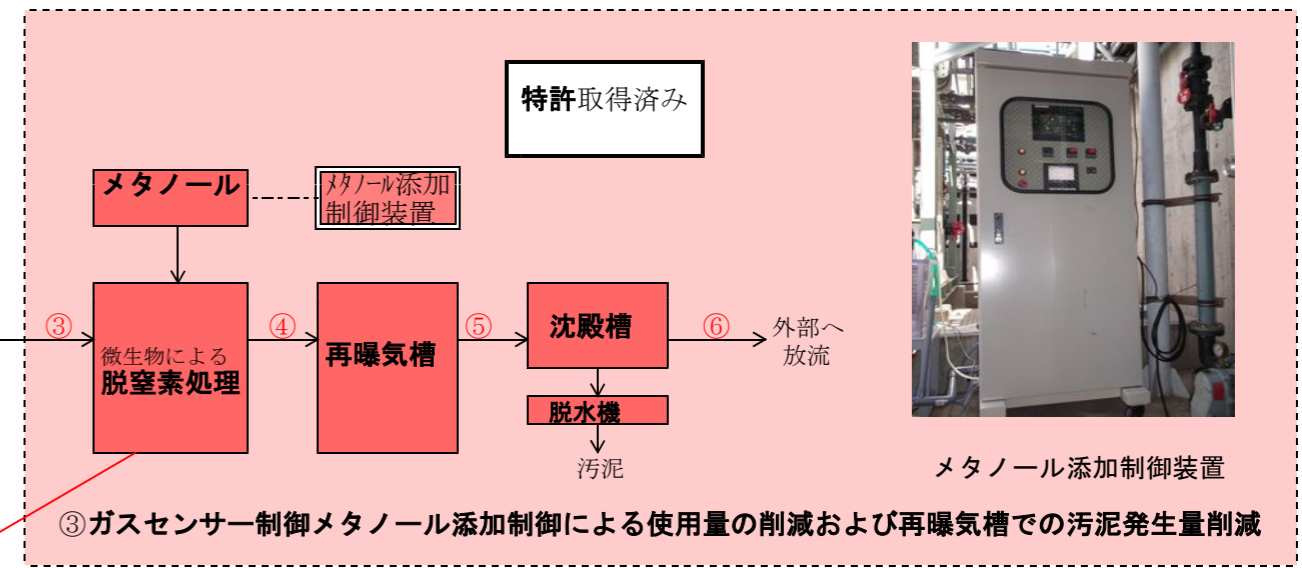 特許取得済み
メタノール
メタノール添加
制御装置
③
微生物による
脱窒素処理
④
再曝気槽
⑤
沈殿槽
⑥
外部へ
放流
脱水機
汚泥
メタノール添加制御装置
③ガスセンサー制御メタノール添加制御による使用量の削減および再曝気槽での汚泥発生量削減